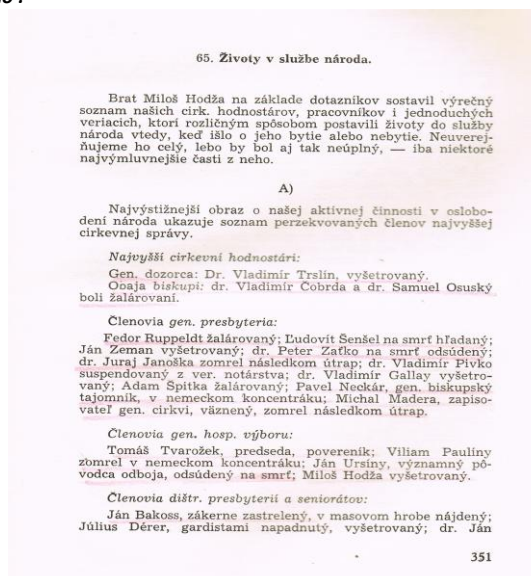 65. Životy v službe národa.
Brat Miloš Hodža na základe dotazníkov sostavil výrečný
soznam našich cirk. hodnostárov, pracovníkov i jednoduchých
veriacich, ktorí rozličným spôsobom postavili životy do služby
národa vtedy, keď išlo o jeho bytie alebo nebytie. Neuverej-
ňujeme ho celý, lebo by bol aj tak neúplný, — iba niektoré
najvýmluvnejšie časti z neho.
A)
Najvýstižnejší obraz o našej aktívnej činnosti v oslobo-
dení národa ukazuje soznam perzekvovaných členov najvyššej
cirkevnej správy.
Najvyšší cirkevní hodnostári:
Gen. dozorca: Dr. Vladimír Trslín, vyšetrovaný.
Obaja biskupi: dr. Vladimír Čobrda a dr. Samuel Osuský
boli žalárovaní.
Členovia gen. presbyteria:
Fedor Ruppeldt žalárovaný; Ľudovít Šenšel na smrť hľadaný;
Ján Zeman vyšetrovaný; dr. Peter Zaťko na smrť odsúdený;
dr. Juraj Janoška zomrel následkom útrap; dr. Vladimír Pivko
suspendovaný z ver. notárstva; dr. Vladimír Gallay vyšetro-
vaný; Adam Spitka žalárovaný; Pavel Neckár, gen. biskupský
tajomník, v nemeckom koncentráku; Michal Madera, zapiso-
vateľ gen. cirkvi, väznený, zomrel následkom útrap.
Členovia gen. hosp. výboru:
Tomáš Tvarožek, predseda, povereník; Viliam Paulíny
zomrel v nemeckom koncentráku; Ján Ursíny, významný pô-
vodca odboja, odsúdený na smrť; Miloš Hodža vyšetrovaný.
Členovia dištr. presbyterii a seniorátov:
Ján Bakoss, zákerne zastrelený, v masovom hrobe nájdený;
Július Dérer, gardistami napadnutý, vyšetrovaný; dr. Ján
351